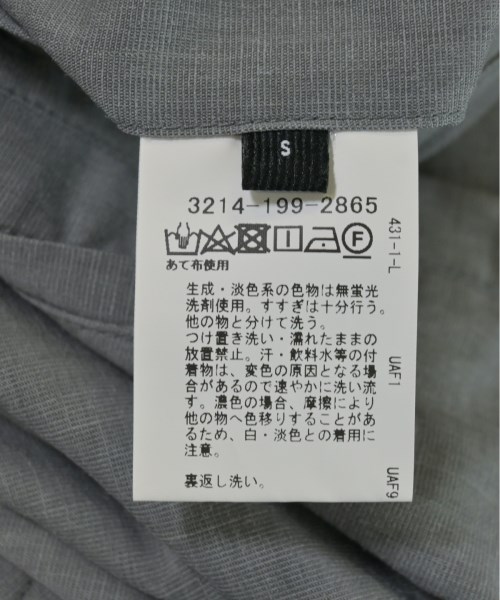 S
3214-199-2865
F
あて布使用
生成・淡色系の色物は無蛍光
洗剤使用。すすぎは十分行う。
他の物と分けて洗う。
つけ置き洗い・濡れたままの
放置禁止。汗・飲料水等の付
着物は、変色の原因となる場
合があるので速やかに洗い流
す。濃色の場合、摩擦により
他の物へ色移りすることがあ
るため、白・淡色との着用に
注意。
裏返し洗い。
431-1-L
UAF1
UAF9